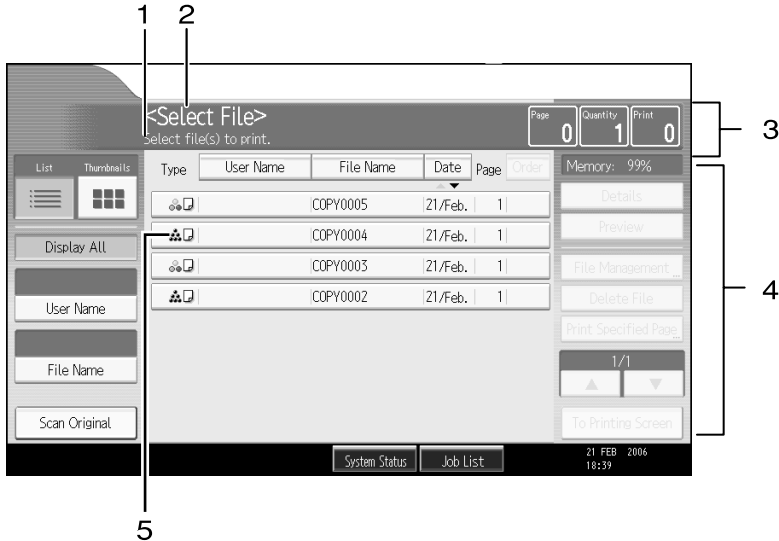 1 2
<Select File>
Select file(s) to print.
Page 0 Quantity 1 Print 0
3
List Thumbnails
Type User Name File Name Date Page Order
Memory: 99%
COPY0005 21/Feb. 1
Details
5
COPY0004 21/Feb. 1
Preview
Display All
COPY0003 21/Feb. 1
File Management
COPY0002 21/Feb. 1
Delete File
4
User Name
Print Specified Page
1/1
File Name
Scan Original
To Printing Screen
System Status Job List
21 FEB 2006
18:39